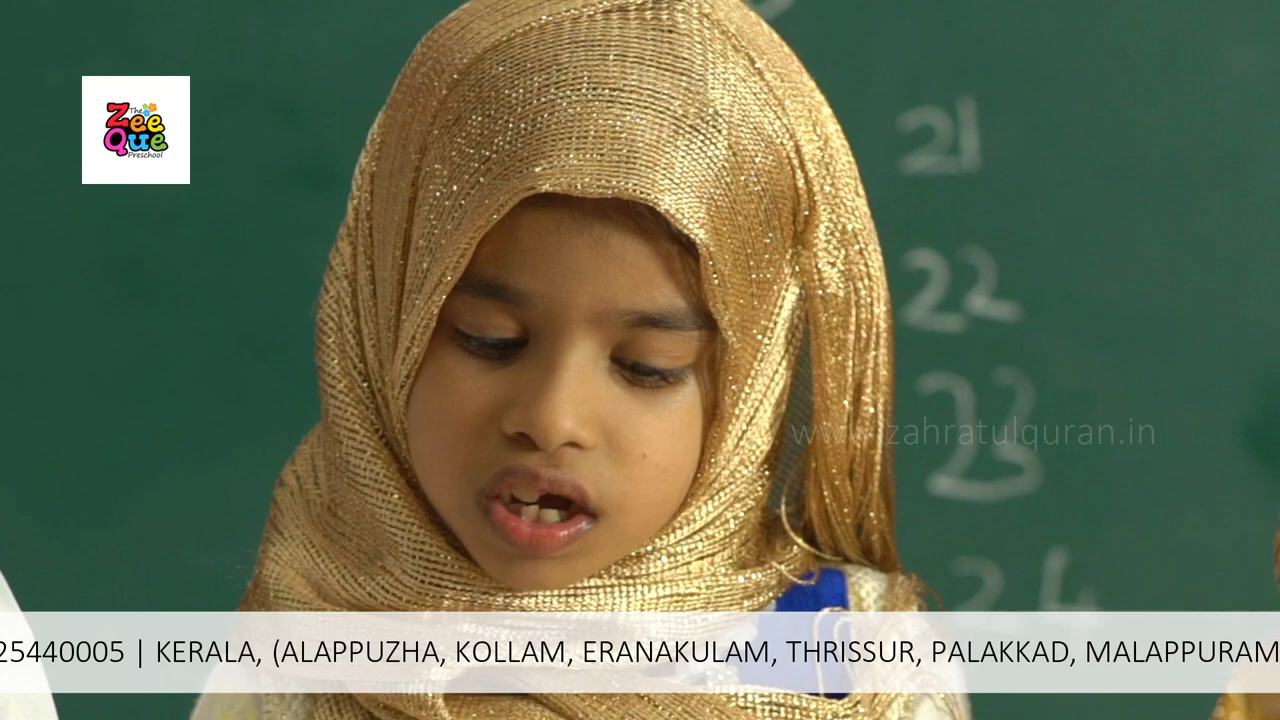 The
Zee
Que
Preschool
21
22
23
24
www.zahratulquran.in
25440005 | KERALA, (ALAPPUZHA, KOLLAM, ERANAKULAM, THRISSUR, PALAKKAD, MALAPPURAM